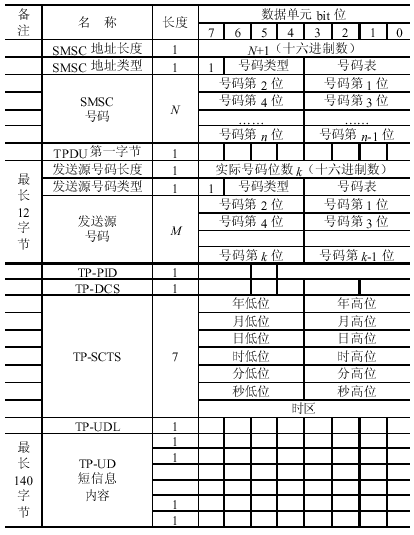 备注 名 称 长度 数据单元 bit 位
7 6 5 4 3 2 1 0
SMSC 地址长度 1 N+1（十六进制数）
SMSC 地址类型 1 1 号码类型 号码表
SMSC 号码 N 号码第 2 位 号码第 1 位
号码第 4 位 号码第 3 位
…… ……
号码第 n 位 号码第 n-1 位
TPDU 第一字节 1
最长 12 字节 发送源号码长度 1 实际号码位数 k（十六进制数）
发送源号码类型 1 1 号码类型 号码表
发送源 号码 M 号码第 2 位 号码第 1 位
号码第 4 位 号码第 3 位
号码第 k 位 号码第 k-1 位
TP-PID 1
TP-DCS 1
TP-SCTS 7 年低位 年高位
月低位 月高位
日低位 日高位
时低位 时高位
分低位 分高位
秒低位 秒高位
时区
TP-UDL 1
最长 140 字节 TP-UD 短信息 内容 1
1
1
1